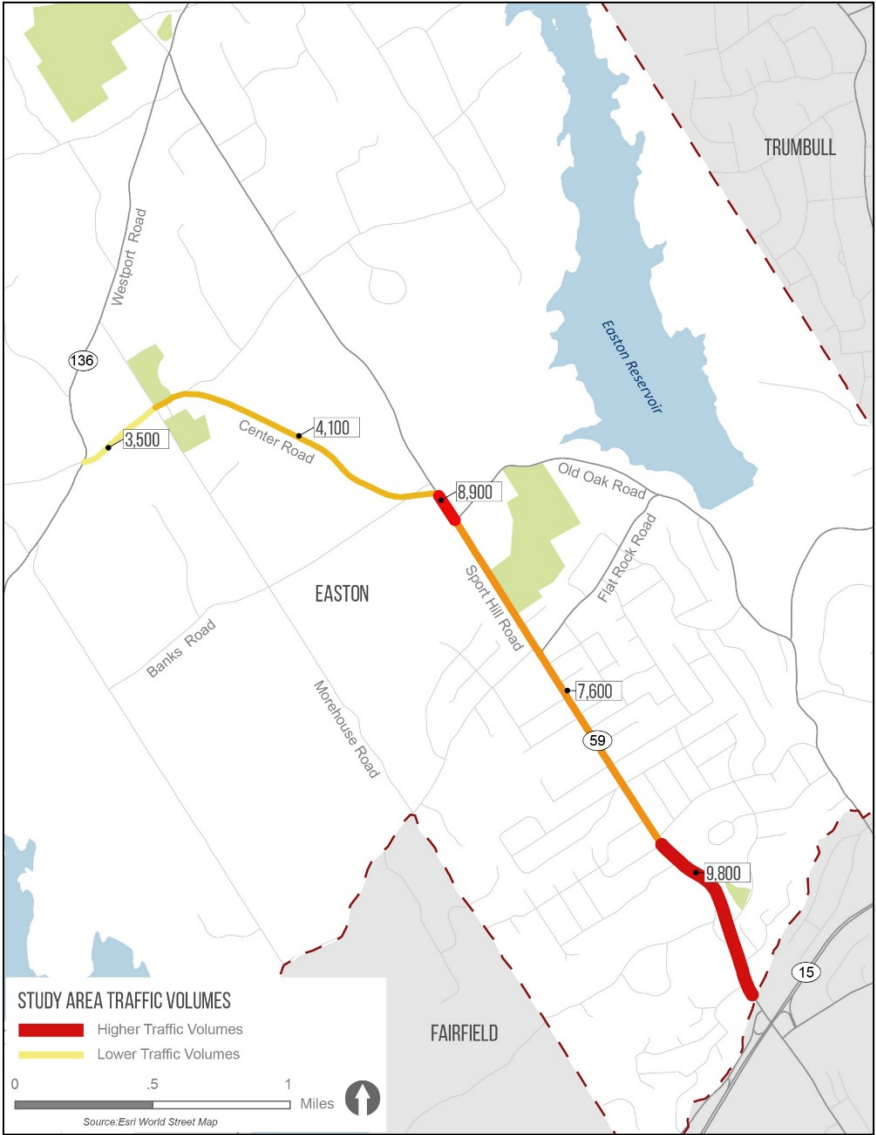 TRUMBULL
Westport Road
Easton Reservoir
136
3,500
4,100
Center Road
8,900
Old Oak Road
Flat Rock Road
EASTON
Sport Hill Road
Banks Road
7,600
Morehouse Road
59
9,800
15
FAIRFIELD
STUDY AREA TRAFFIC VOLUMES
Higher Traffic Volumes
Lower Traffic Volumes
0 .5 1
Miles
Source:Esri World Street Map